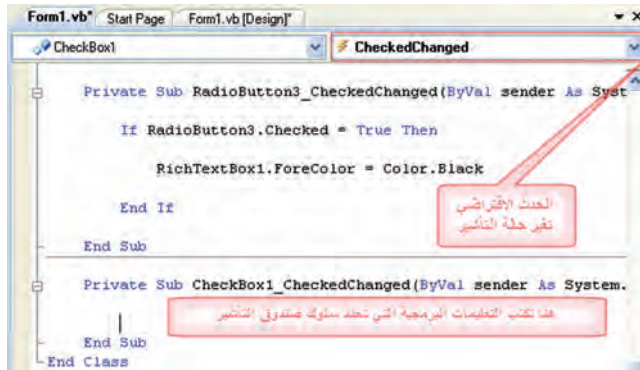 Form1.vb* Start Page Form1.vb [Design]*
CheckBox1 CheckedChanged
Private Sub RadioButton3_CheckedChanged(ByVal sender As Syst
If RadioButton3.Checked = True Then
RichTextBox1.ForeColor = Color.Black
End If
الحدث الافتراضي
تغير حالة التأشير
End Sub
Private Sub CheckBox1_CheckedChanged(ByVal sender As System.
هنا تكتب التعليمات البرمجية التي تحدد سلوك صندوق التأشير
End Sub
End Class